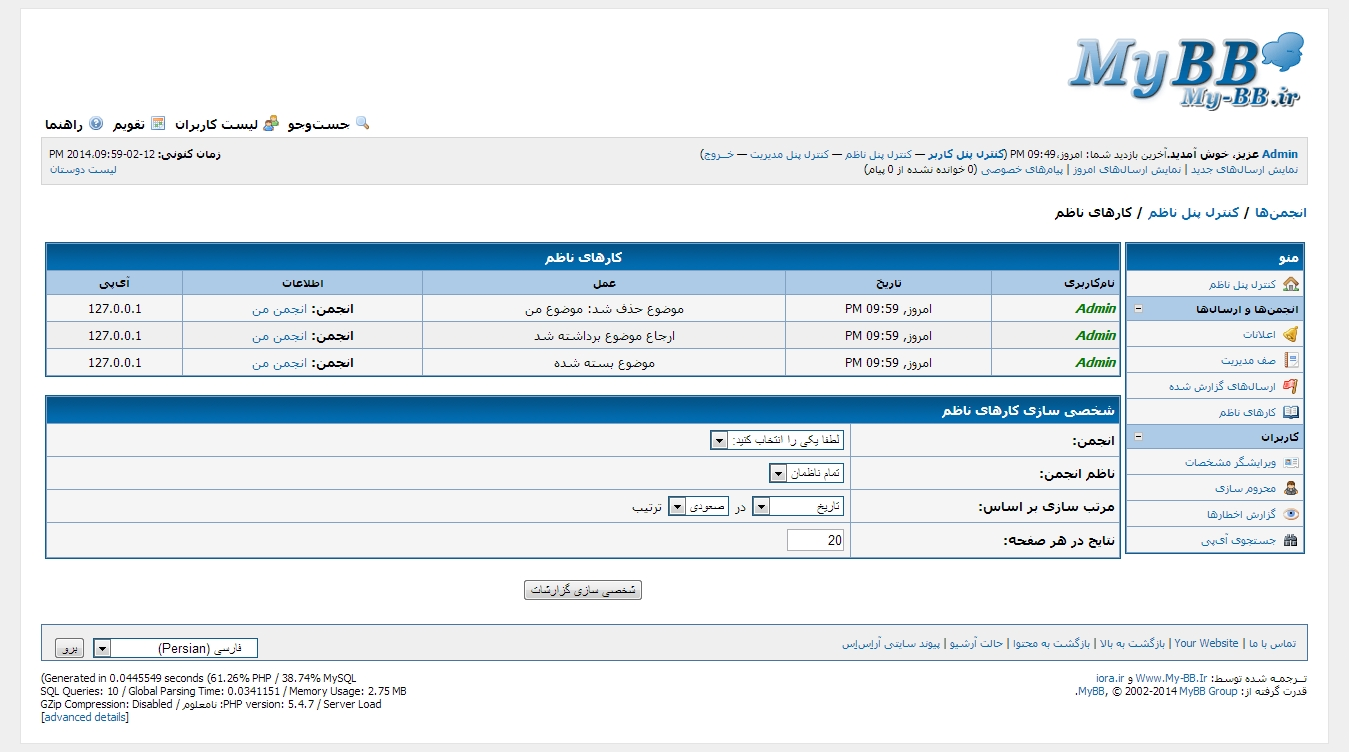 MyBB
My-BB.ir
جست‌وجو لیست کاربران تقویم راهنما
Admin عزیز، خوش آمدید.آخرین بازدید شما: امروز،09:49 PM (کنترل پنل کاربر — کنترل پنل ناظم — کنترل پنل مدیریت — خــروج)
زمان کنونی: 12-02-2014،09:59 PM
نمایش ارسال‌های جدید | نمایش ارسال‌های امروز | پیام‌های خصوصی (0 خوانده نشده از 0 پیام)
لیست دوستان
انجمن‌ها / کنترل پنل ناظم / کارهای ناظم
منو
کنترل پنل ناظم
انجمن‌ها و ارسال‌ها
اعلانات
صف مدیریت
ارسال‌های گزارش شده
کارهای ناظم
کاربران
ویرایشگر مشخصات
محروم سازی
گزارش اخطارها
جستجوی آی‌پی
کارهای ناظم
نام‌کاربری تاریخ عمل اطلاعات آی‌پی
Admin امروز, 09:59 PM موضوع حذف شد: موضوع من انجمن: انجمن من 127.0.0.1
Admin امروز, 09:59 PM ارجاع موضوع برداشته شد انجمن: انجمن من 127.0.0.1
Admin امروز, 09:59 PM موضوع بسته شده انجمن: انجمن من 127.0.0.1
شخصی سازی کارهای ناظم
انجمن: لطفا یکی را انتخاب کنید:
ناظم انجمن: تمام ناظمان
مرتب سازی بر اساس: تاریخ در صعودی ترتیب
نتایج در هر صفحه: 20
شخصی سازی گزارشات
تماس با ما | Your Website | بازگشت به بالا | بازگشت به محتوا | حالت آرشیو | پیوند سایتی آر‌اِس‌اِس
فارسی (Persian) برو
تــرجمـه شده توسط: Www.My-BB.Ir و iora.ir
قدرت گرفته از: MyBB, © 2002-2014 MyBB Group.
(Generated in 0.0445549 seconds (61.26% PHP / 38.74% MySQL
SQL Queries: 10 / Global Parsing Time: 0.0341151 / Memory Usage: 2.75 MB
GZip Compression: Disabled / نامعلوم :PHP version: 5.4.7 / Server Load
[advanced details]